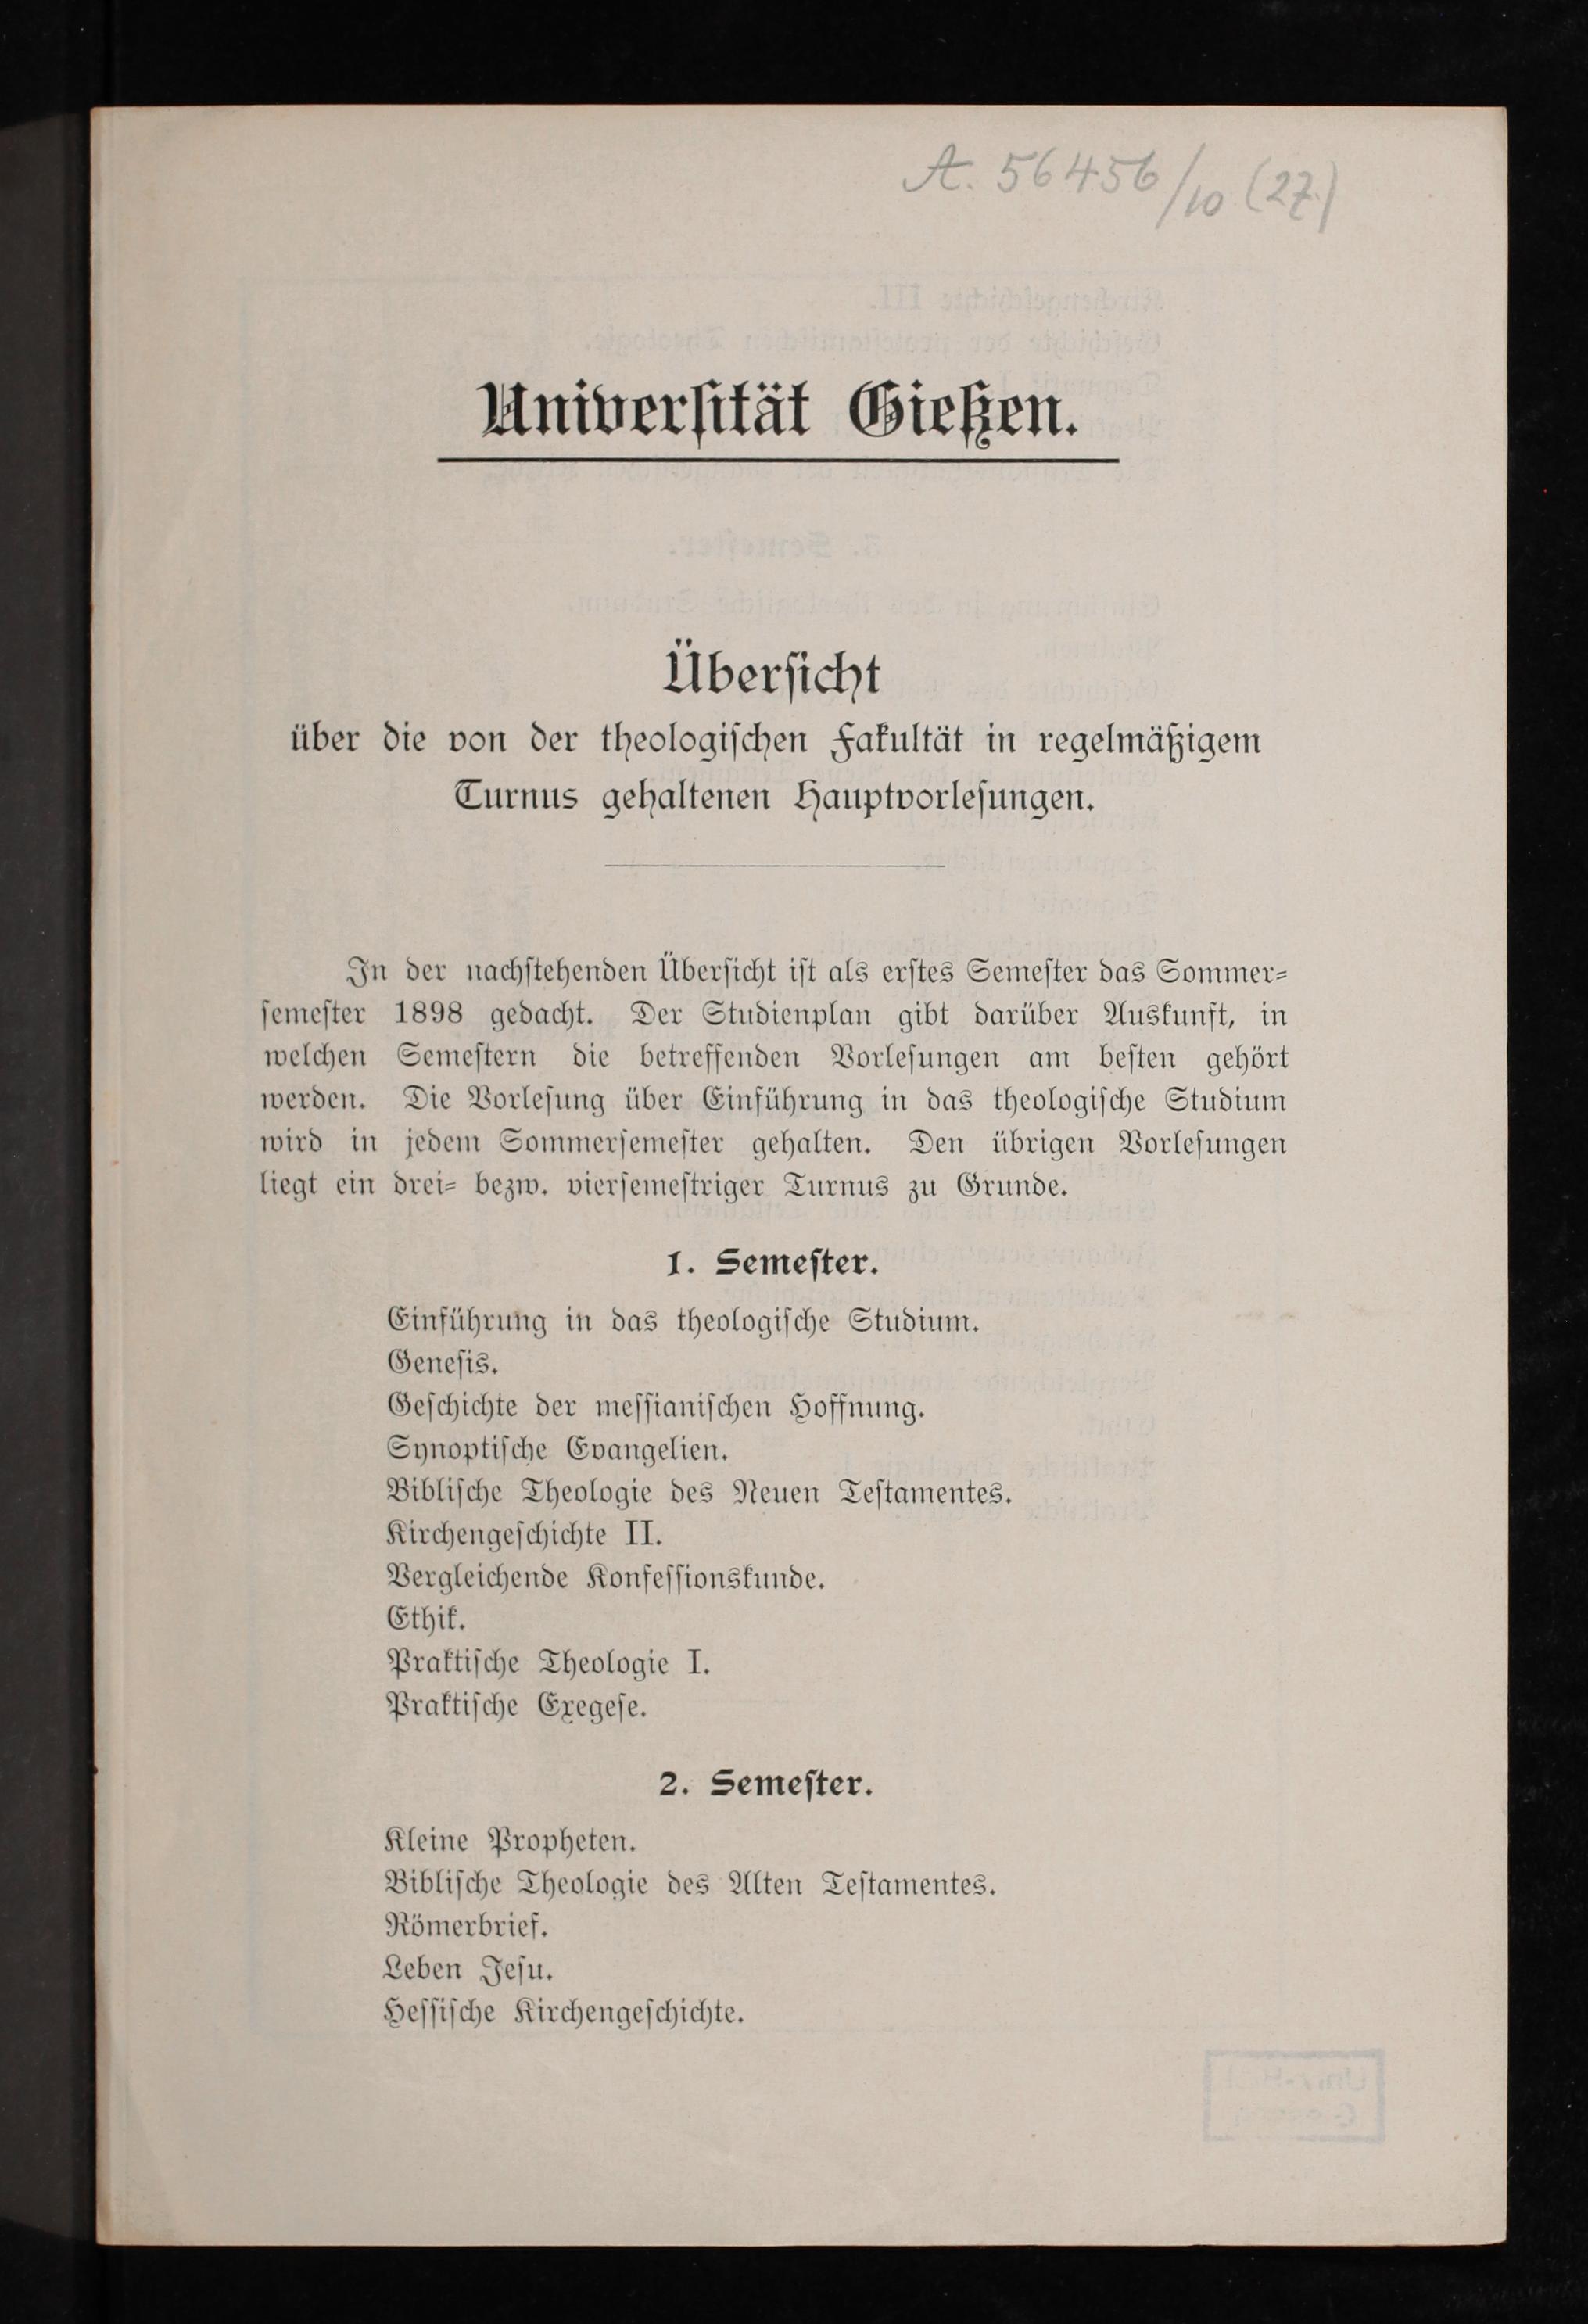 A. 56456/10 (27)
Universität Gießen.
Übersicht
über die von der theologischen Fakultät in regelmäßigem
Turnus gehaltenen Hauptvorlesungen.
In der nachstehenden Übersicht ist als erstes Semester das Sommer-
semester 1898 gedacht. Der Studienplan gibt darüber Auskunft, in
welchen Semestern die betreffenden Vorlesungen am besten gehört
werden. Die Vorlesung über Einführung in das theologische Studium
wird in jedem Sommersemester gehalten. Den übrigen Vorlesungen
liegt ein drei- bezw. viersemestriger Turnus zu Grunde.
1. Semester.
Einführung in das theologische Studium.
Genesis.
Geschichte der messianischen Hoffnung.
Synoptische Evangelien.
Biblische Theologie des Neuen Testamentes.
Kirchengeschichte II.
Vergleichende Konfessionskunde.
Ethik.
Praktische Theologie I.
Praktische Exegese.
2. Semester.
Kleine Propheten.
Biblische Theologie des Alten Testamentes.
Römerbrief.
Leben Jesu.
Hessische Kirchengeschichte.